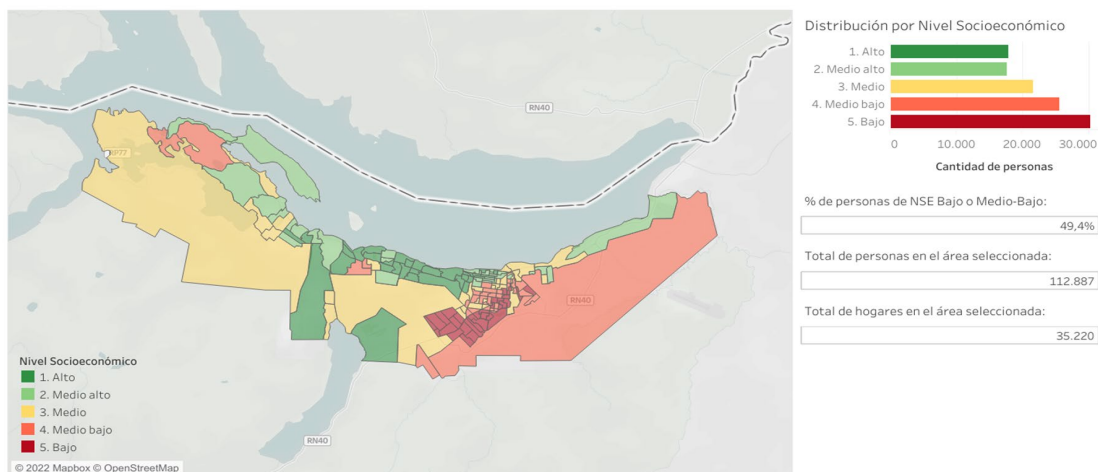 RN40
RP77
RN40
RN40
Nivel Socioeconómico
1. Alto
2. Medio alto
3. Medio
4. Medio bajo
5. Bajo
© 2022 Mapbox © OpenStreetMap
Distribución por Nivel Socioeconómico
1. Alto
2. Medio alto
3. Medio
4. Medio bajo
5. Bajo
0 10.000 20.000 30.000
Cantidad de personas
% de personas de NSE Bajo o Medio-Bajo:
49,4%
Total de personas en el área seleccionada:
112.887
Total de hogares en el área seleccionada:
35.220